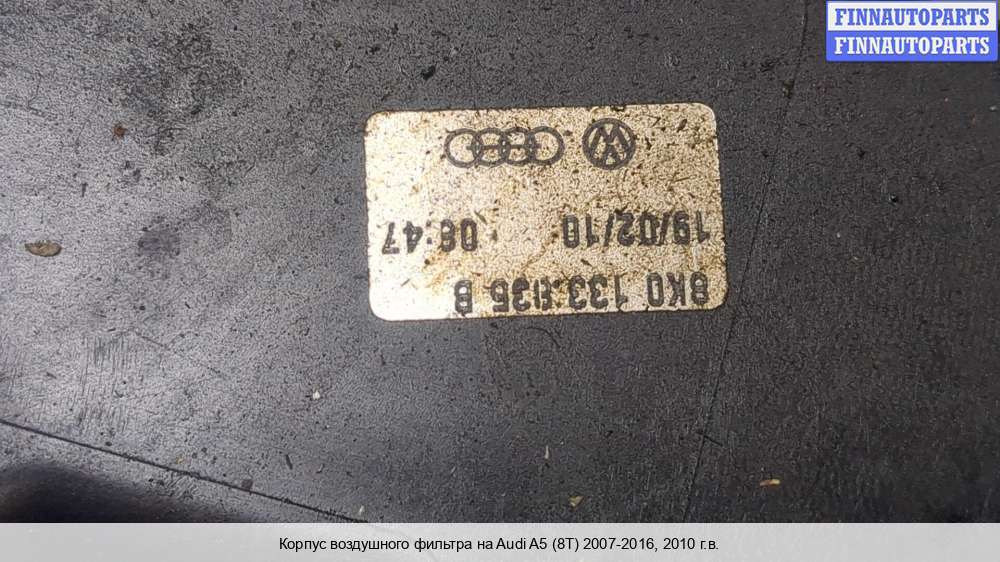 FINNAUTOPARTS
FINNAUTOPARTS
8K0 133.835 B
19/02/10 08:47
Корпус воздушного фильтра на Audi A5 (8T) 2007-2016, 2010 г.в.